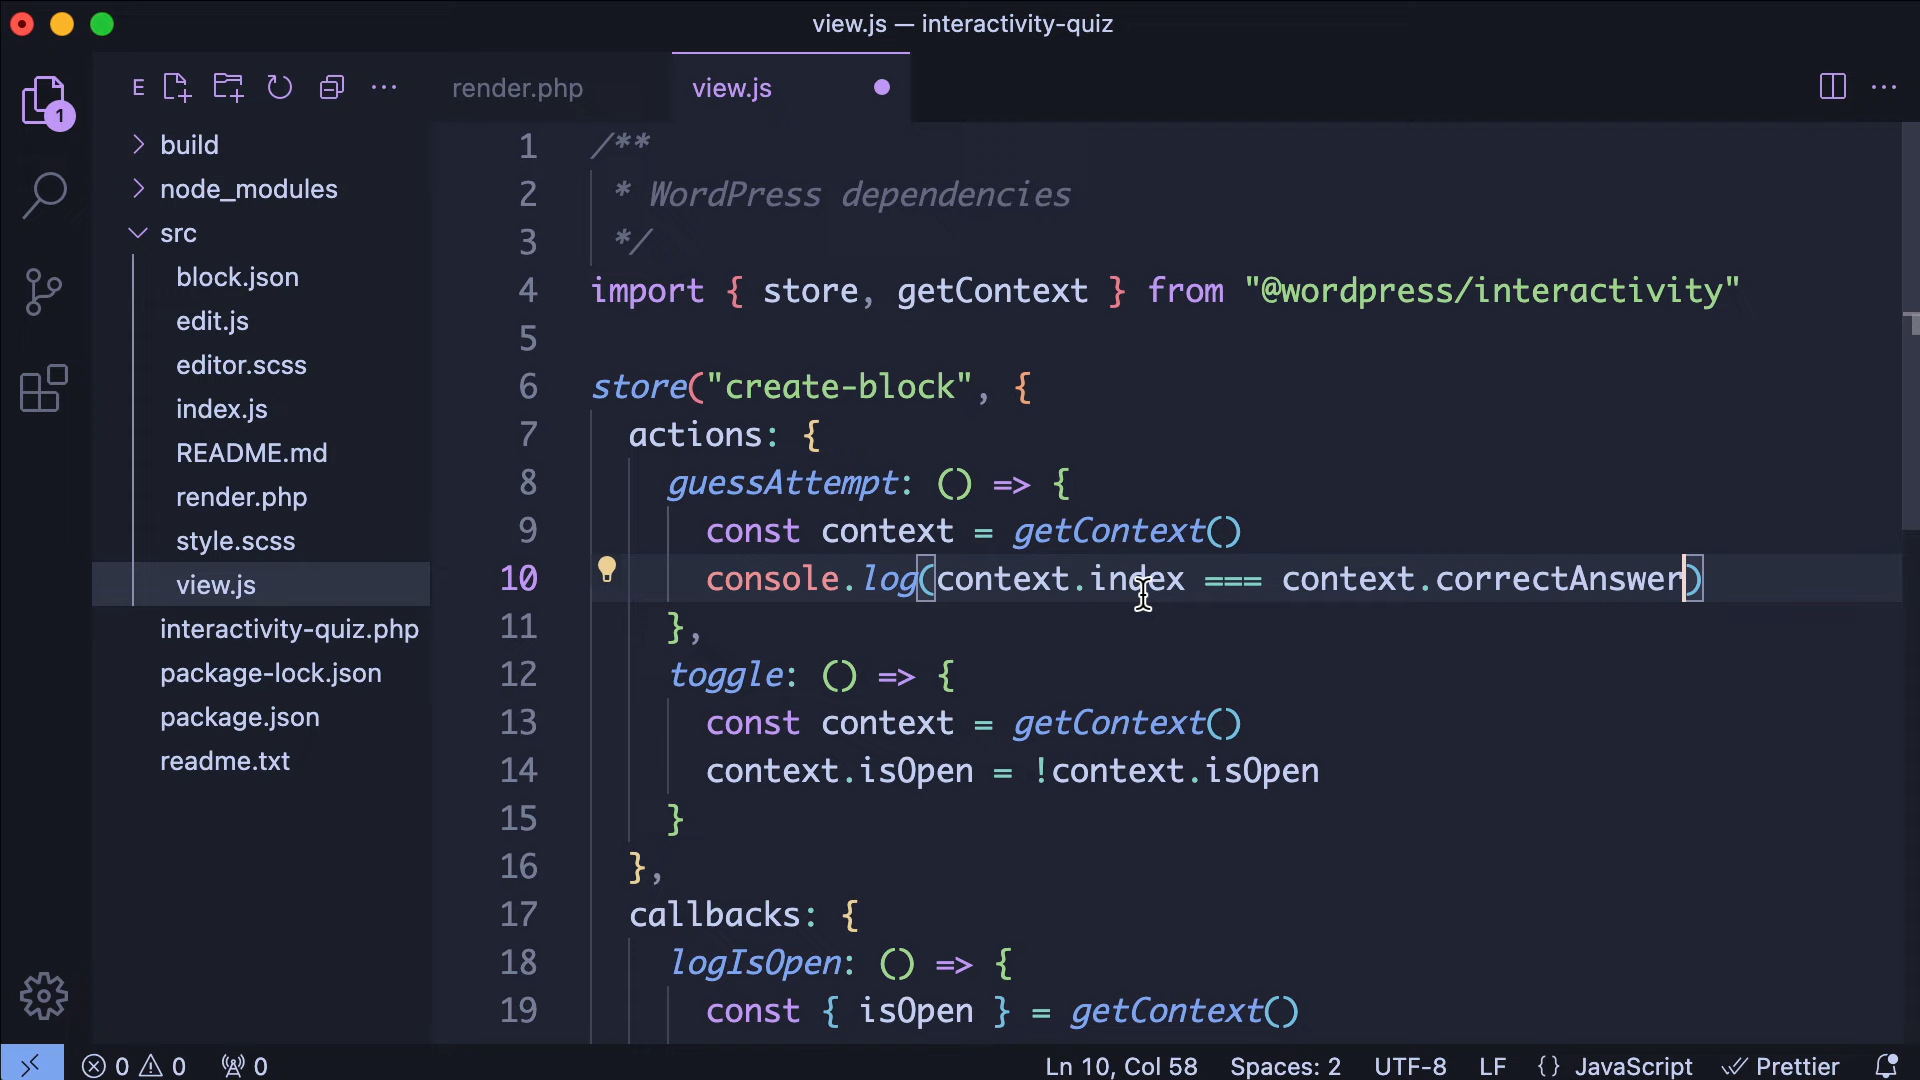 view.js — interactivity-quiz
E
render.php
view.js
1
build
node_modules
src
block.json
edit.js
editor.scss
index.js
README.md
render.php
style.scss
view.js
interactivity-quiz.php
package-lock.json
package.json
readme.txt
1 /**
2 * WordPress dependencies
3 */
4 import { store, getContext } from "@wordpress/interactivity"
5
6 store("create-block", {
7 actions: {
8 guessAttempt: () => {
9 const context = getContext()
10 console.log(context.index === context.correctAnswer)
11 },
12 toggle: () => {
13 const context = getContext()
14 context.isOpen = !context.isOpen
15 }
16 },
17 callbacks: {
18 logIsOpen: () => {
19 const { isOpen } = getContext()
0 0 0 Ln 10, Col 58 Spaces: 2 UTF-8 LF {} JavaScript Prettier